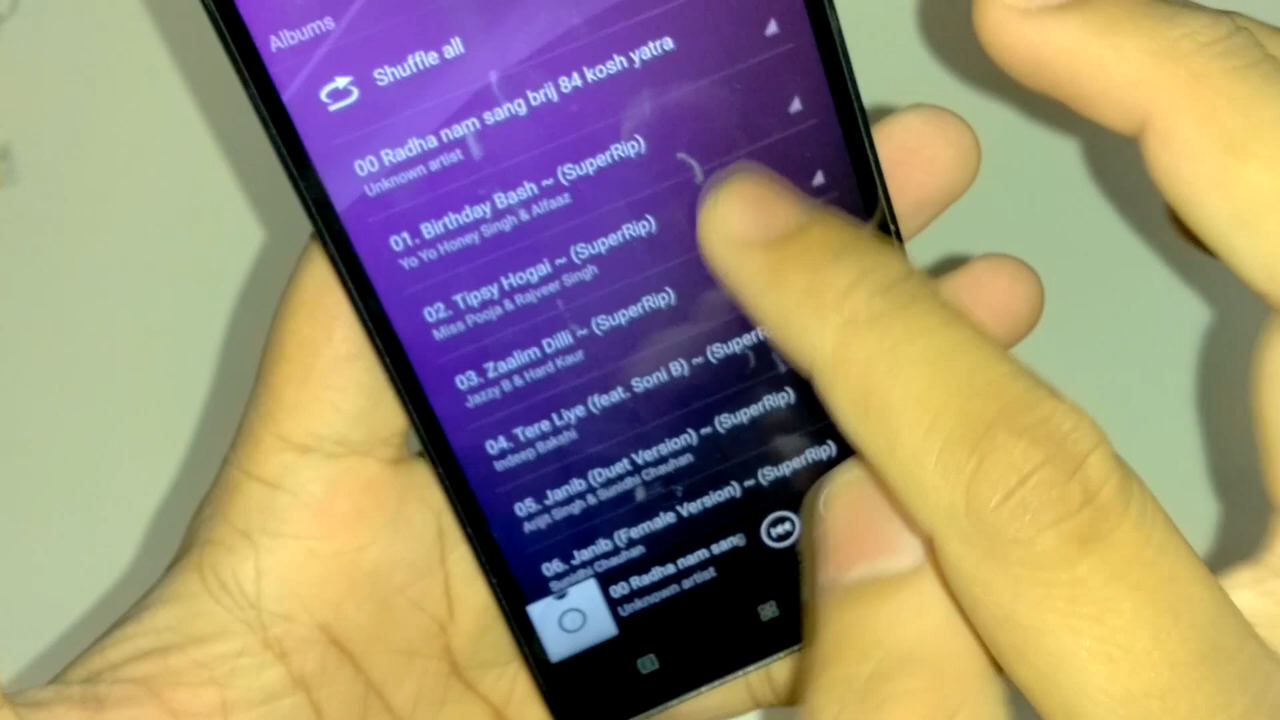 Albums
Shuffle all
00 Radha nam sang brij 84 kosh yatra
Unknown artist
01. Birthday Bash ~ (SuperRip)
Yo Yo Honey Singh & Alfaaz
02. Tipsy Hogai ~ (SuperRip)
Miss Pooja & Rajveer Singh
03. Zaalim Dilli ~ (SuperRip)
Jazzy B & Hard Kaur
04. Tere Liye (feat. Soni B) ~ (SuperR
Indeep Bakshi
05. Janib (Duet Version) ~ (SuperRip)
Arijit Singh & Sunidhi Chauhan
06. Janib (Female Version) ~ (SuperRip)
Sunidhi Chauhan
00 Radha nam sang
Unknown artist